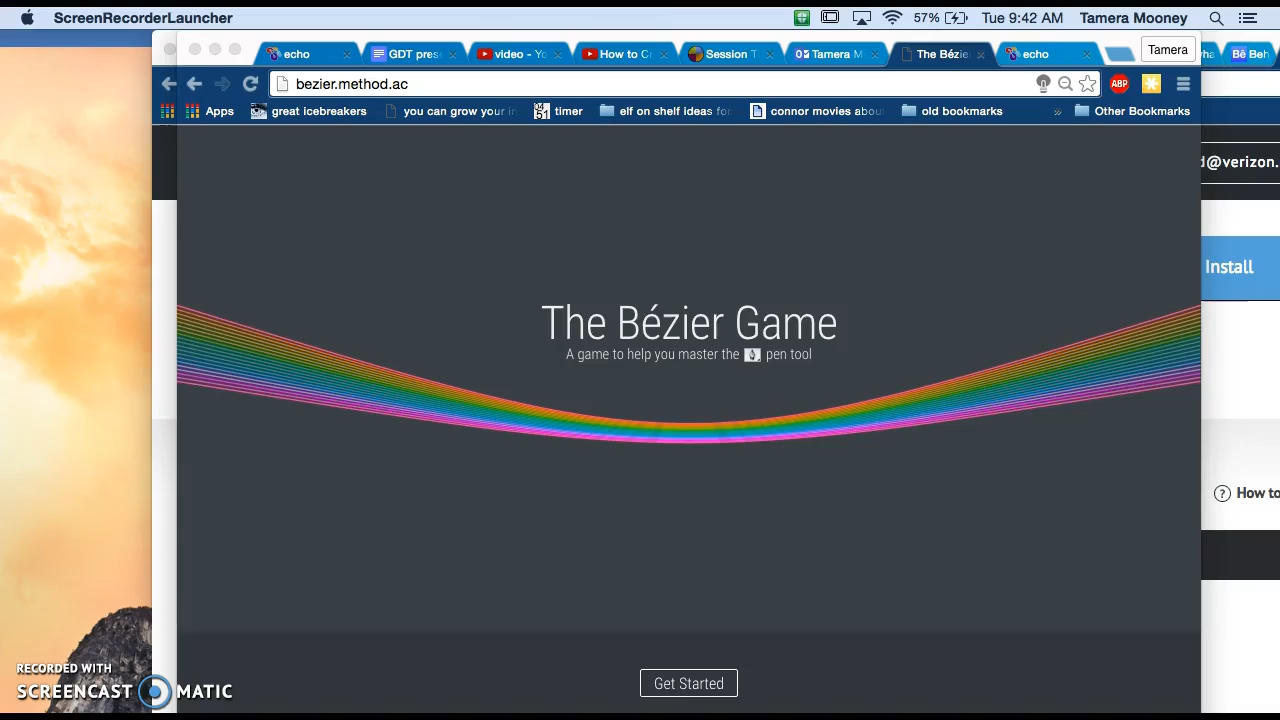 ScreenRecorderLauncher
57%
Tue 9:42 AM
Tamera Mooney
echo
GDT pres
video - Yo
How to Cr
Session T
Tamera M
The Bézie
echo
Tamera
Bē Beh
bezier.method.ac
ABP
Apps
great icebreakers
you can grow your in
timer
elf on shelf ideas for
connor movies abou
old bookmarks
»
Other Bookmarks
@verizon.
Install
The Bézier Game
A game to help you master the pen tool
? How to
Get Started
RECORDED WITH
SCREENCAST MATIC